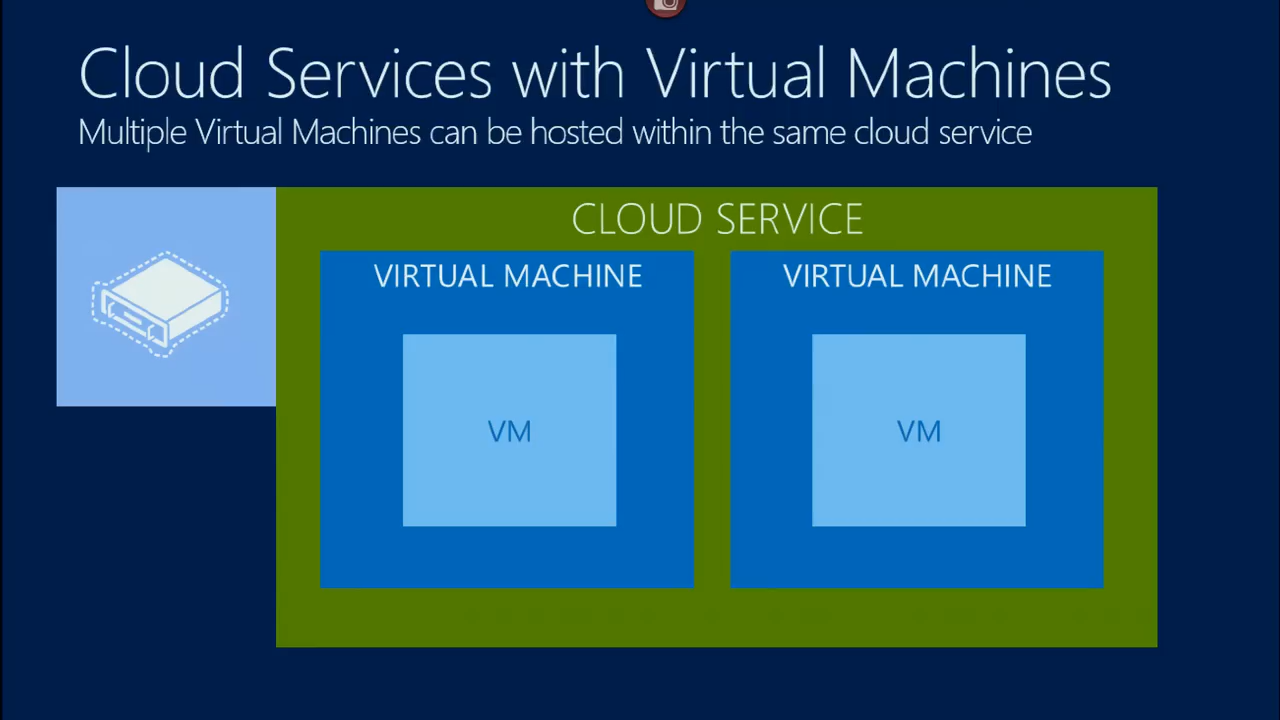 Cloud Services with Virtual Machines
Multiple Virtual Machines can be hosted within the same cloud service
CLOUD SERVICE
VIRTUAL MACHINE
VM
VIRTUAL MACHINE
VM